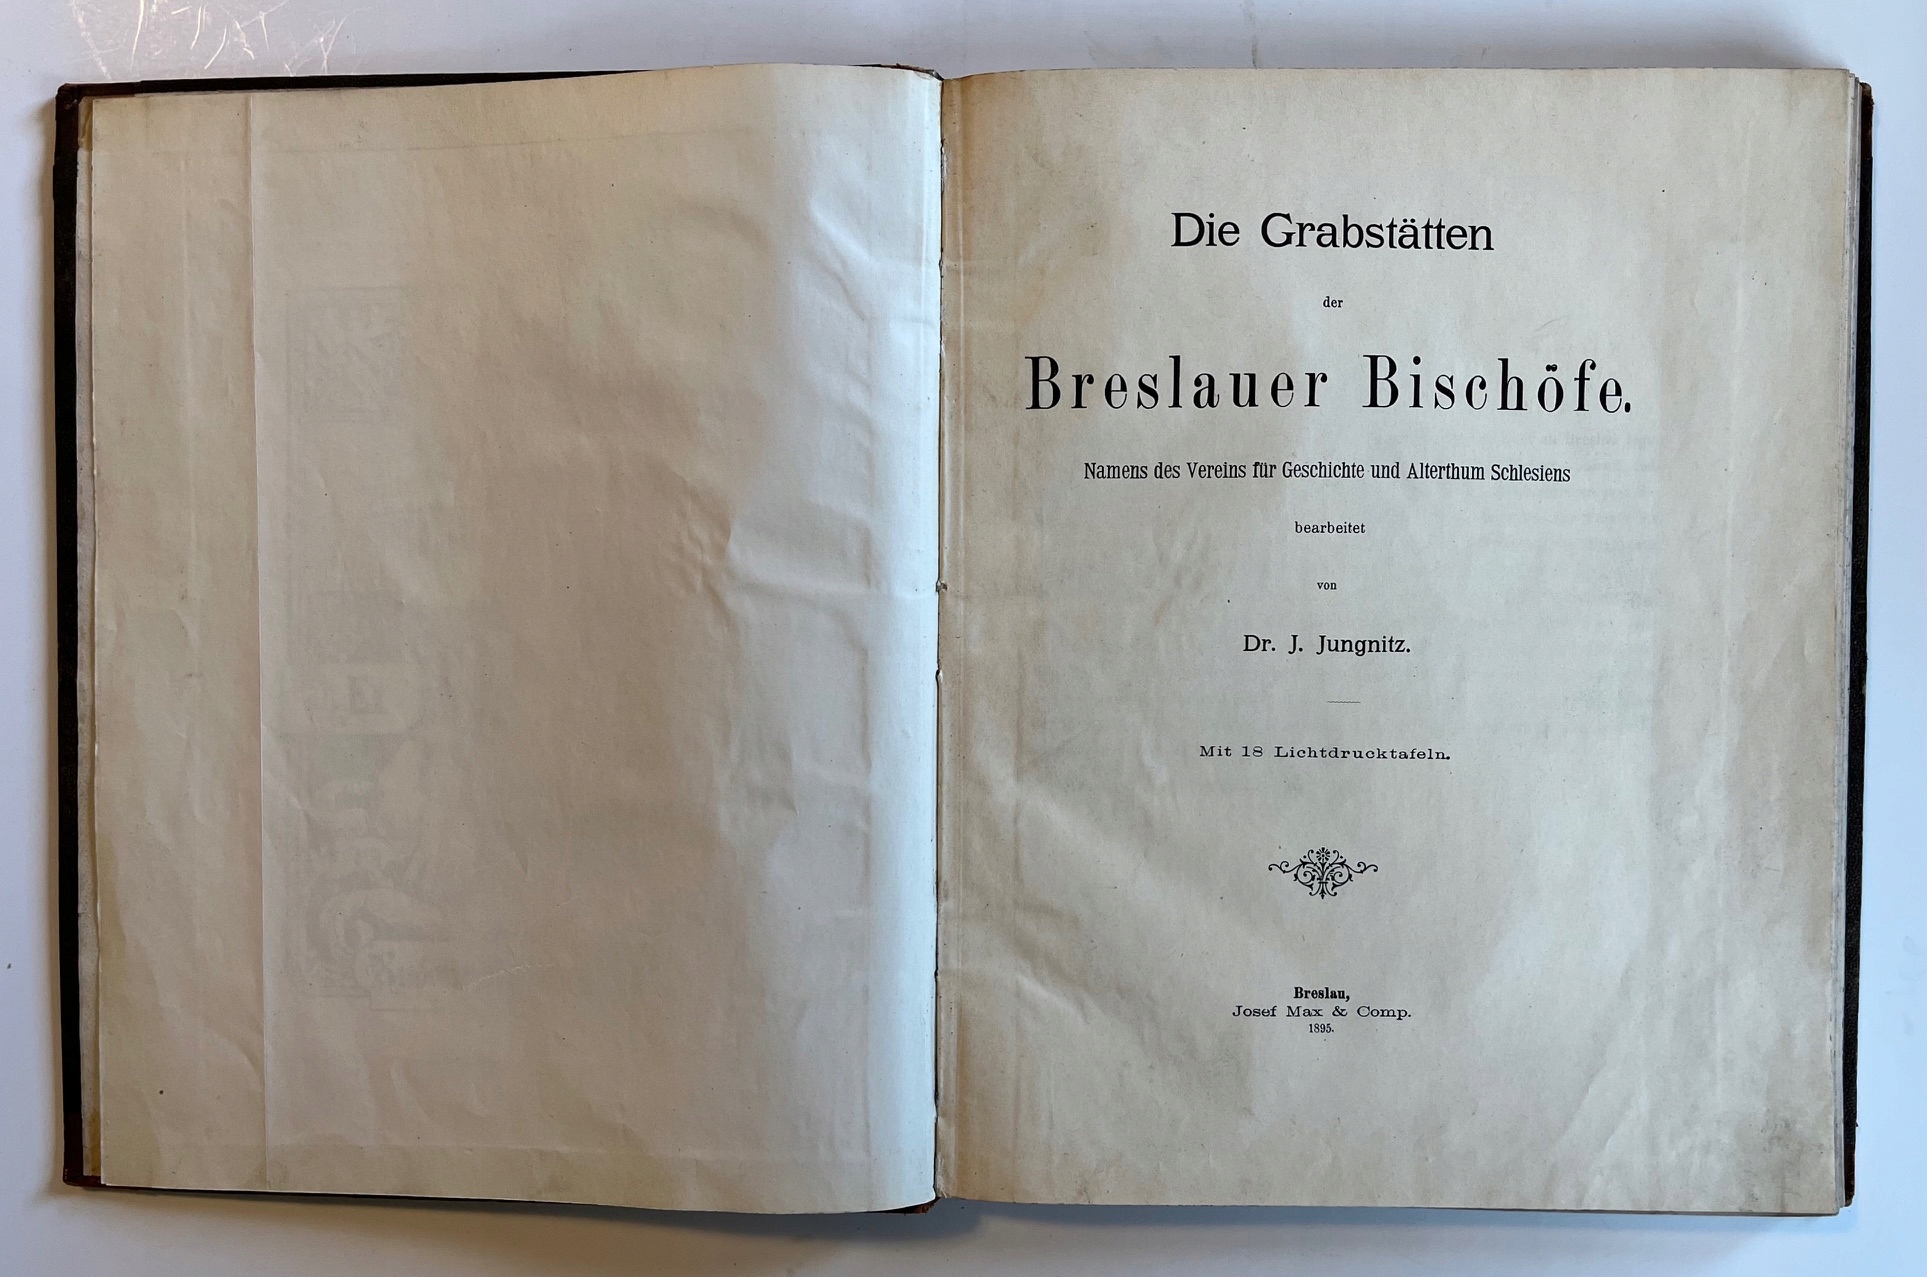 Die Grabstätten
der
Breslauer Bischöfe.
Namens des Vereins für Geschichte und Alterthum Schlesiens
bearbeitet
von
Dr. J. Jungnitz.
Mit 18 Lichtdrucktafeln.
Breslau,
Josef Max & Comp.
1895.